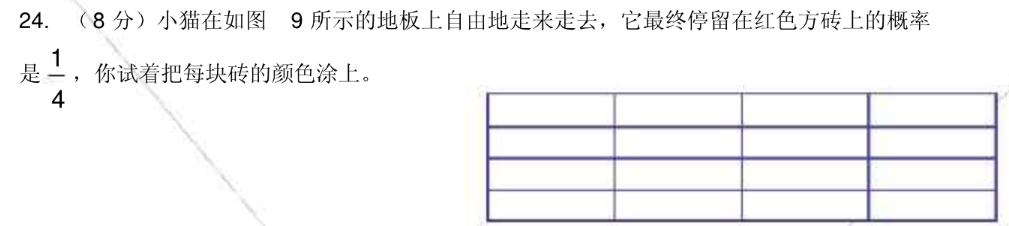 24. （8 分）小猫在如图 9 所示的地板上自由地走来走去，它最终停留在红色方砖上的概率
是 1/4 ，你试着把每块砖的颜色涂上。